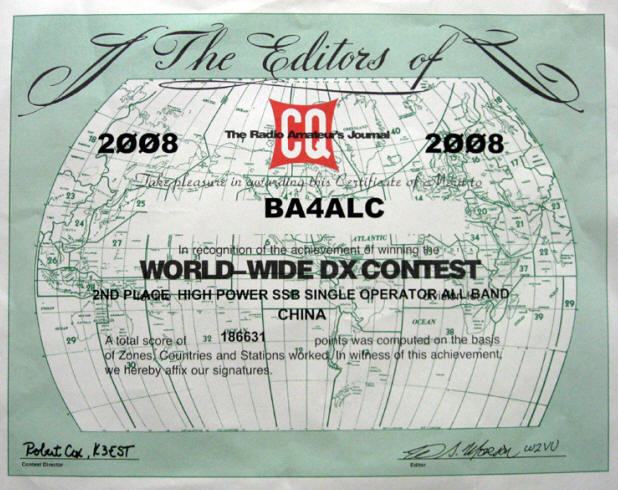 The Editors of
CQ
2ØØ8 The Radio Amateur's Journal 2ØØ8
Take pleasure in awarding this Certificate of Merit to
BA4ALC
In recognition of the achievement of winning the
WORLD-WIDE DX CONTEST
2ND PLACE HIGH POWER SSB SINGLE OPERATOR ALL BAND
CHINA
A total score of 186631 points was computed on the basis
of Zones, Countries and Stations worked. In witness of this achievement,
we hereby affix our signatures.
ATLANTIC
OCEAN
Robert Cox, K3EST
Contest Director
W2VU
Editor